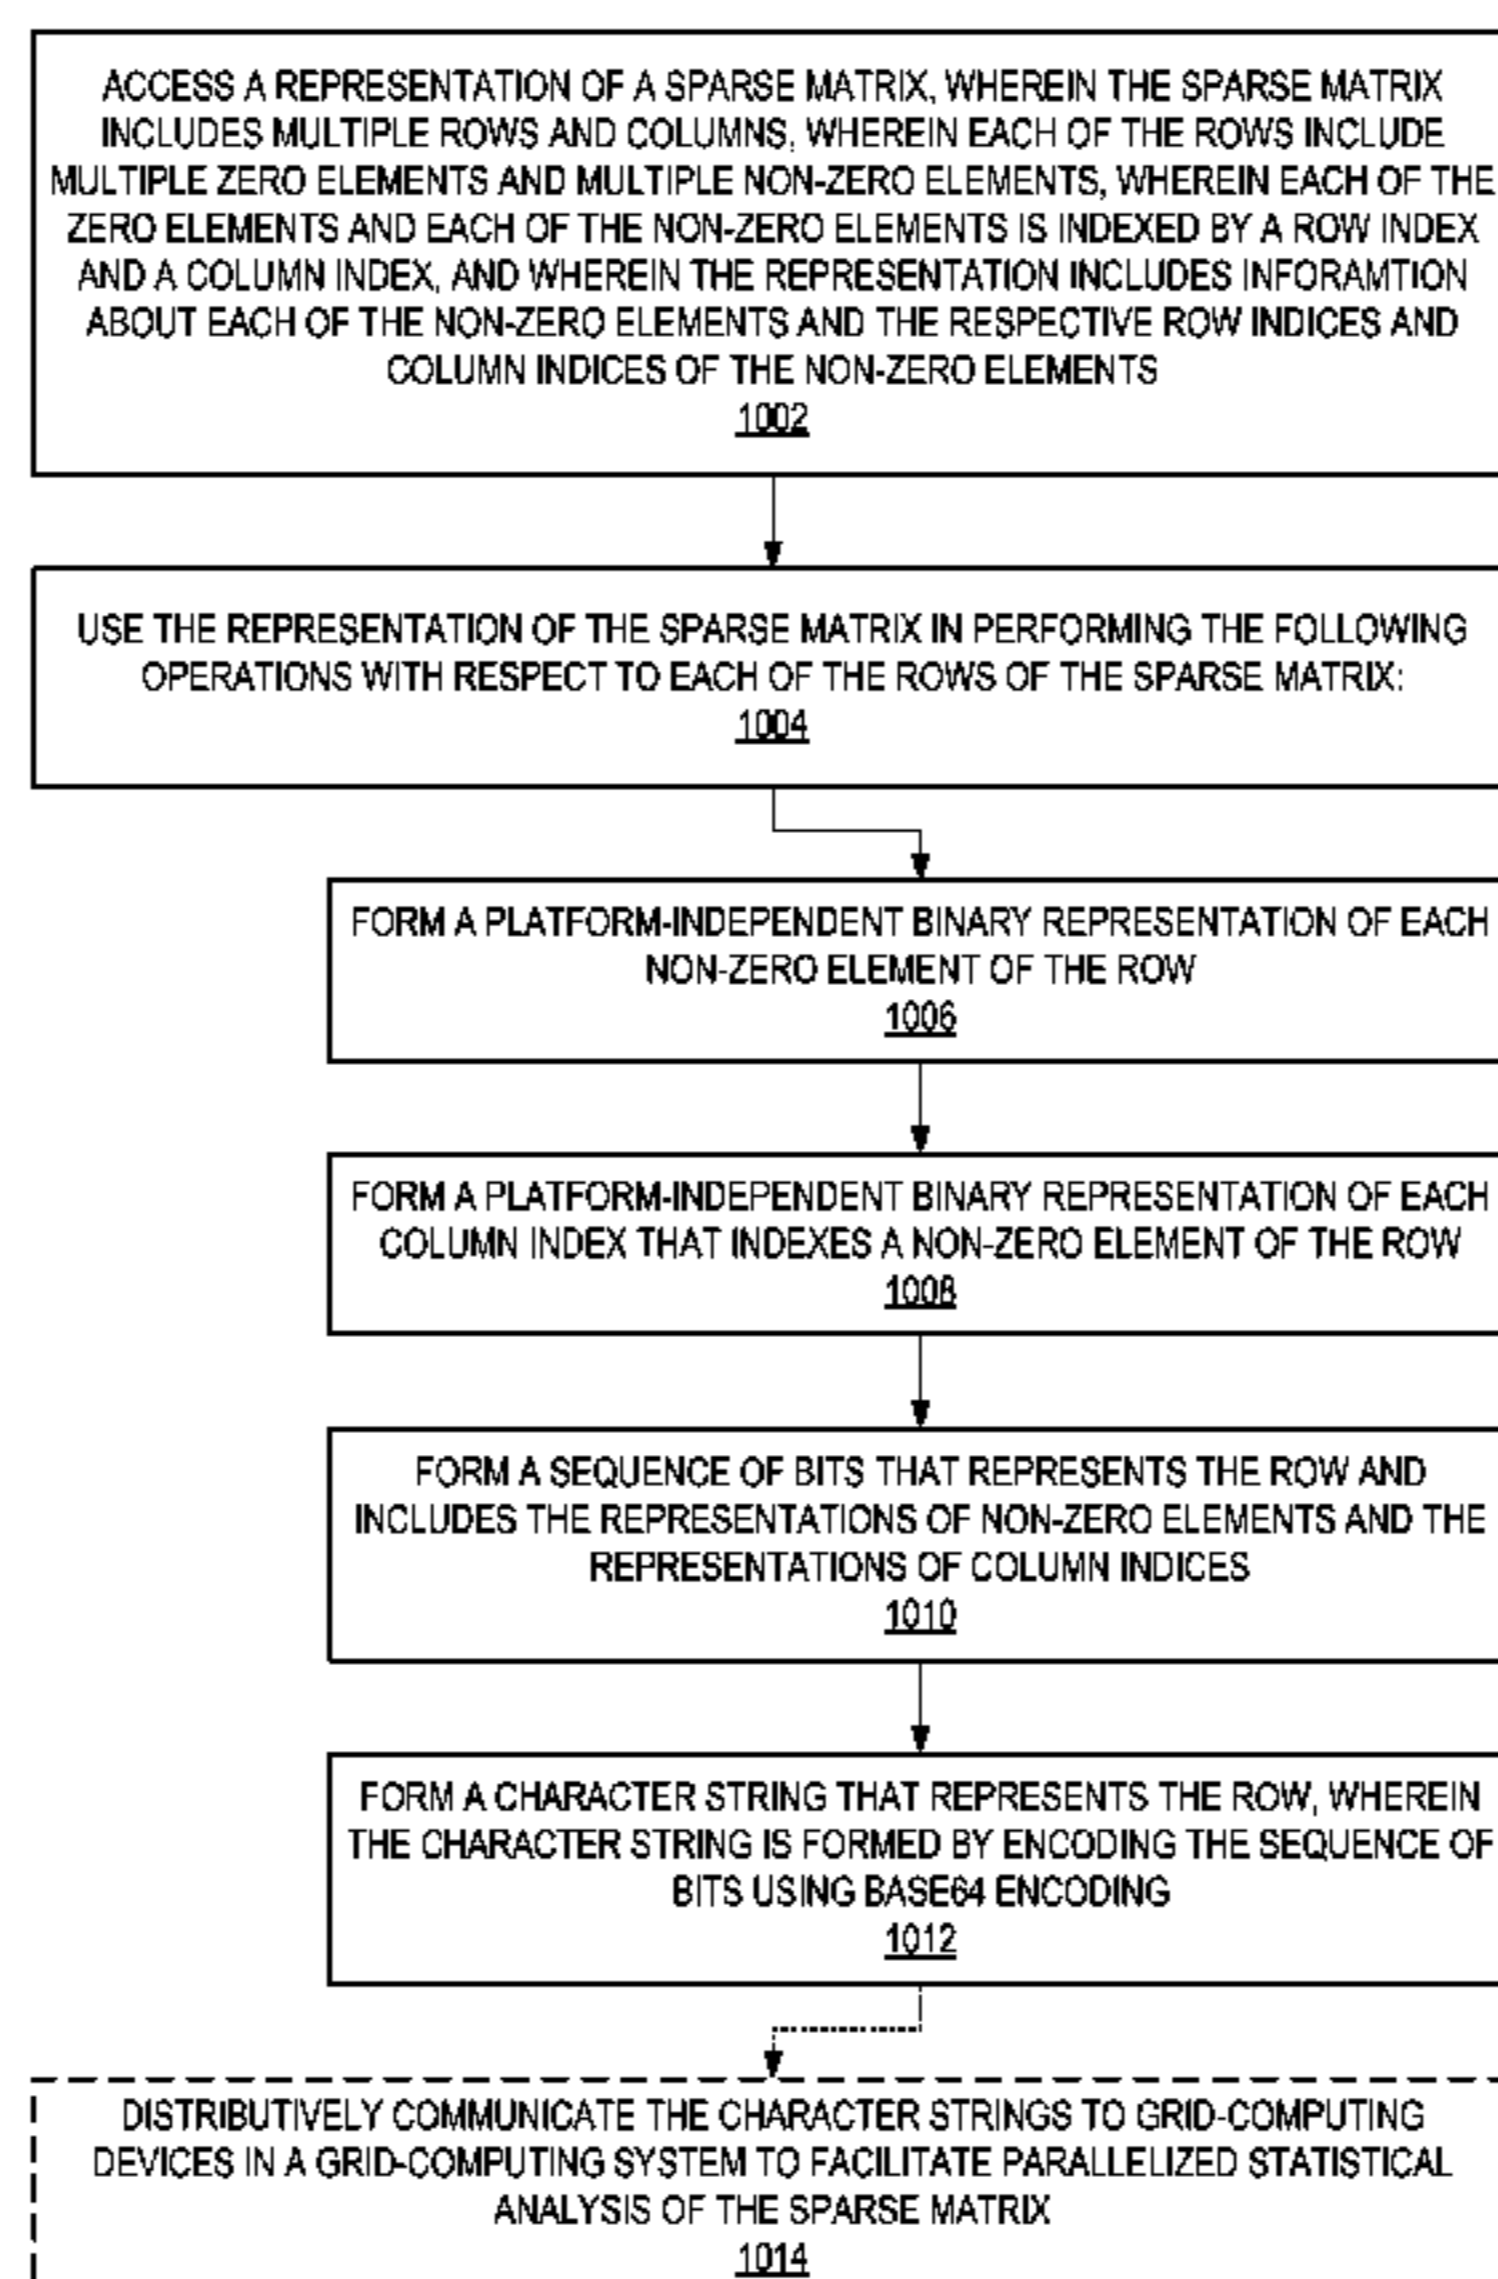 ACCESS A REPRESENTATION OF A SPARSE MATRIX, WHEREIN THE SPARSE MATRIX
INCLUDES MULTIPLE ROWS AND COLUMNS, WHEREIN EACH OF THE ROWS INCLUDE
MULTIPLE ZERO ELEMENTS AND MULTIPLE NON-ZERO ELEMENTS, WHEREIN EACH OF THE
ZERO ELEMENTS AND EACH OF THE NON-ZERO ELEMENTS IS INDEXED BY A ROW INDEX
AND A COLUMN INDEX, AND WHEREIN THE REPRESENTATION INCLUDES INFORAMTION
ABOUT EACH OF THE NON-ZERO ELEMENTS AND THE RESPECTIVE ROW INDICES AND
COLUMN INDICES OF THE NON-ZERO ELEMENTS
1002
USE THE REPRESENTATION OF THE SPARSE MATRIX IN PERFORMING THE FOLLOWING
OPERATIONS WITH RESPECT TO EACH OF THE ROWS OF THE SPARSE MATRIX:
1004
FORM A PLATFORM-INDEPENDENT BINARY REPRESENTATION OF EACH
NON-ZERO ELEMENT OF THE ROW
1006
FORM A PLATFORM-INDEPENDENT BINARY REPRESENTATION OF EACH
COLUMN INDEX THAT INDEXES A NON-ZERO ELEMENT OF THE ROW
1008
FORM A SEQUENCE OF BITS THAT REPRESENTS THE ROW AND
INCLUDES THE REPRESENTATIONS OF NON-ZERO ELEMENTS AND THE
REPRESENTATIONS OF COLUMN INDICES
1010
FORM A CHARACTER STRING THAT REPRESENTS THE ROW, WHEREIN
THE CHARACTER STRING IS FORMED BY ENCODING THE SEQUENCE OF
BITS USING BASE64 ENCODING
1012
DISTRIBUTIVELY COMMUNICATE THE CHARACTER STRINGS TO GRID-COMPUTING
DEVICES IN A GRID-COMPUTING SYSTEM TO FACILITATE PARALLELIZED STATISTICAL
ANALYSIS OF THE SPARSE MATRIX
1014